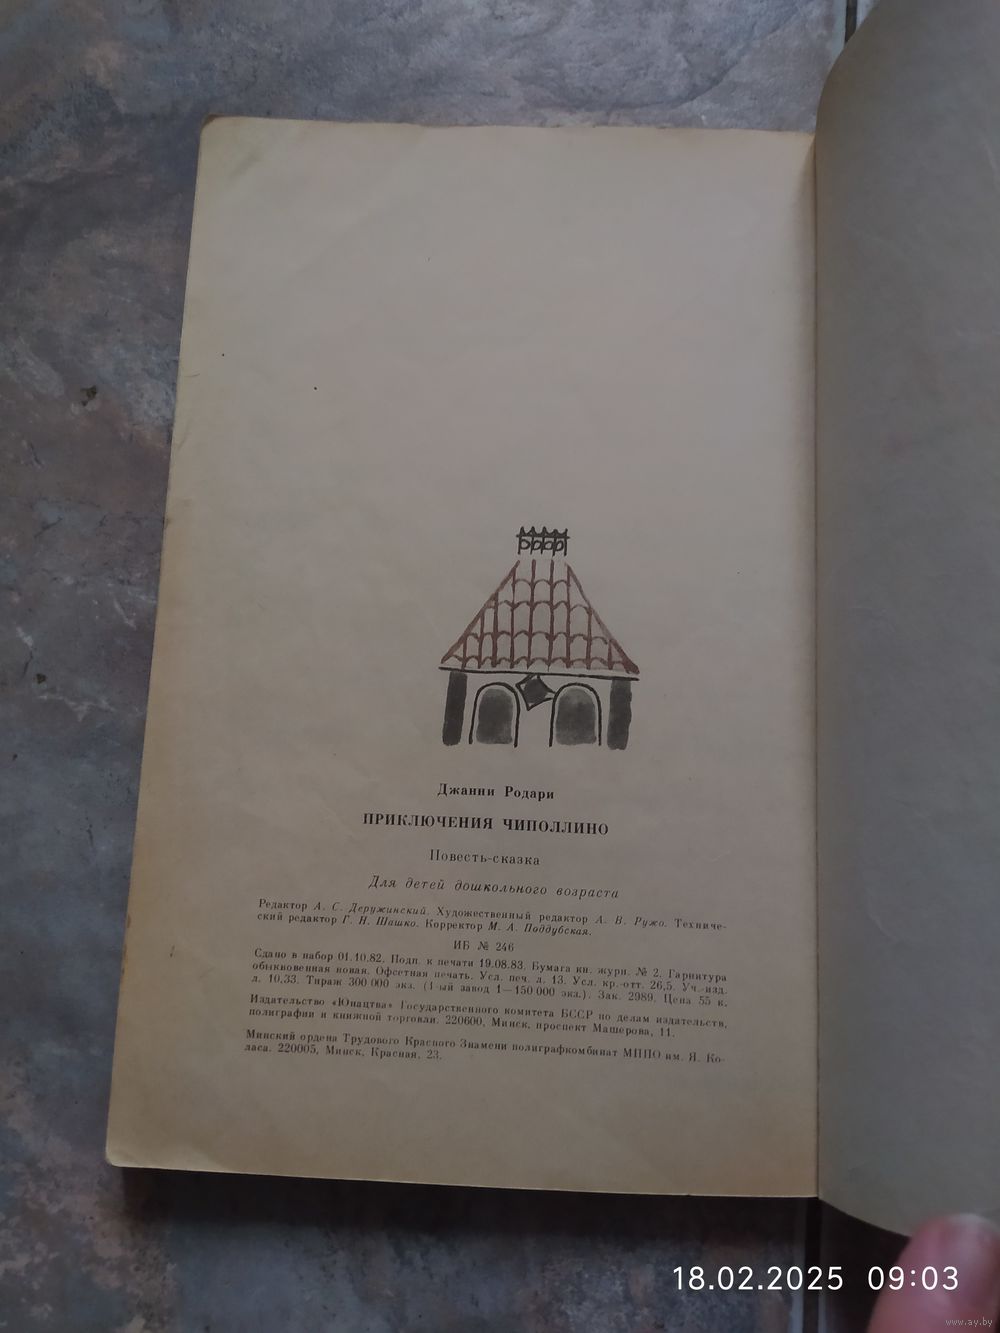 Джанни Родари
ПРИКЛЮЧЕНИЯ ЧИПОЛЛИНО
Повесть-сказка
Для детей дошкольного возраста
Редактор А. С. Деружинский. Художественный редактор А. В. Ружо. Техниче-
ский редактор Г. Н. Шашко. Корректор М. А. Поддубская.
ИБ № 246
Сдано в набор 01.10.82. Подп. к печати 19.08.83. Бумага кн. журн. № 2. Гарнитура
обыкновенная новая. Офсетная печать. Усл. печ. л. 13. Усл. кр.-отт. 26,5. Уч.-изд.
л. 10,33. Тираж 300 000 экз. (1-ый завод 1—150 000 экз.). Зак. 2989. Цена 55 к.
Издательство «Юнацтва» Государственного комитета БССР по делам издательств,
полиграфии и книжной торговли. 220600, Минск, проспект Машерова, 11.
Минский ордена Трудового Красного Знамени полиграфкомбинат МППО им. Я. Ко-
ласа. 220005, Минск, Красная, 23.
18.02.2025 09:03
www.ay.by